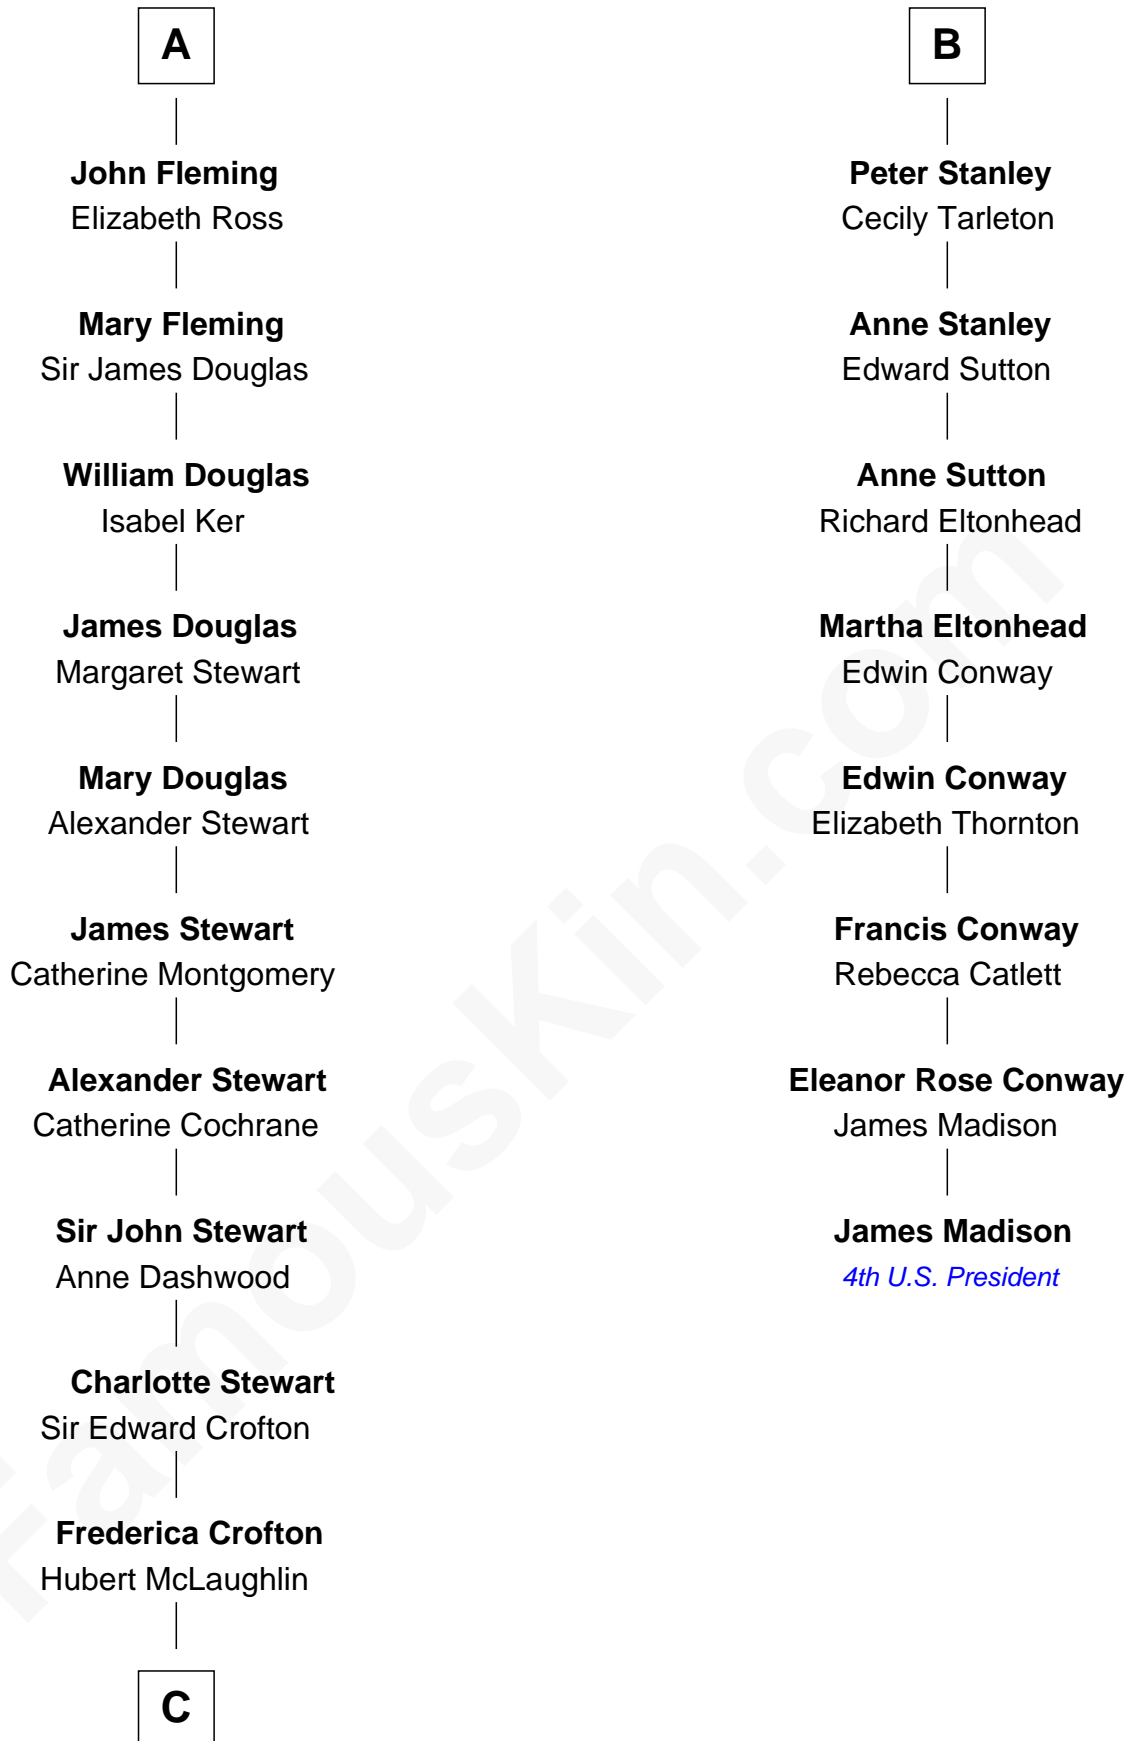 A
John Fleming
Elizabeth Ross
Mary Fleming
Sir James Douglas
William Douglas
Isabel Ker
James Douglas
Margaret Stewart
Mary Douglas
Alexander Stewart
James Stewart
Catherine Montgomery
Alexander Stewart
Catherine Cochrane
Sir John Stewart
Anne Dashwood
Charlotte Stewart
Sir Edward Crofton
Frederica Crofton
Hubert McLaughlin
C
B
Peter Stanley
Cecily Tarleton
Anne Stanley
Edward Sutton
Anne Sutton
Richard Eltonhead
Martha Eltonhead
Edwin Conway
Edwin Conway
Elizabeth Thornton
Francis Conway
Rebecca Catlett
Eleanor Rose Conway
James Madison
James Madison
4th U.S. President
FamousKin.com